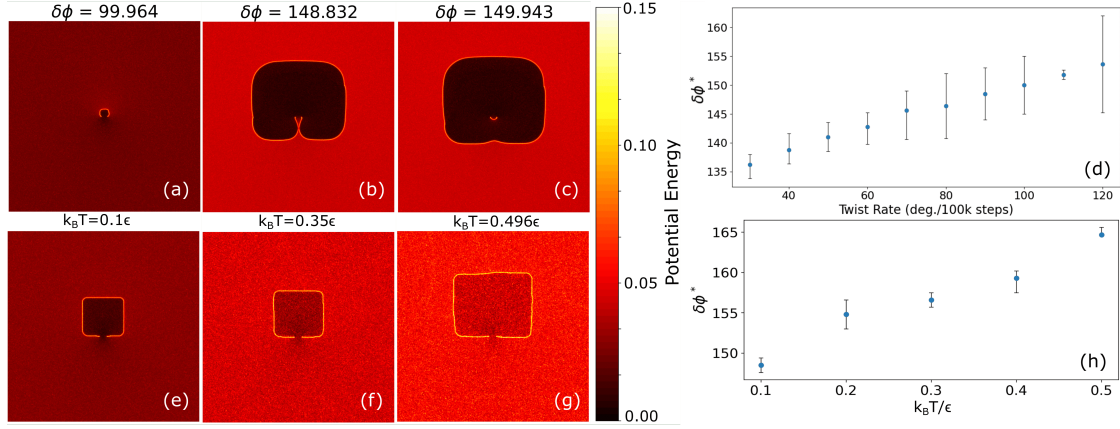 δϕ = 99.964
δϕ = 148.832
δϕ = 149.943
(a)
(b)
(c)
k_BT=0.1ϵ
k_BT=0.35ϵ
k_BT=0.496ϵ
(e)
(f)
(g)
0.15
0.10
0.05
0.00
Potential Energy
160
155
150
145
140
135
δϕ*
(d)
40
60
80
100
120
Twist Rate (deg./100k steps)
165
160
155
150
δϕ*
(h)
0.1
0.2
0.3
0.4
0.5
k_BT/ϵ